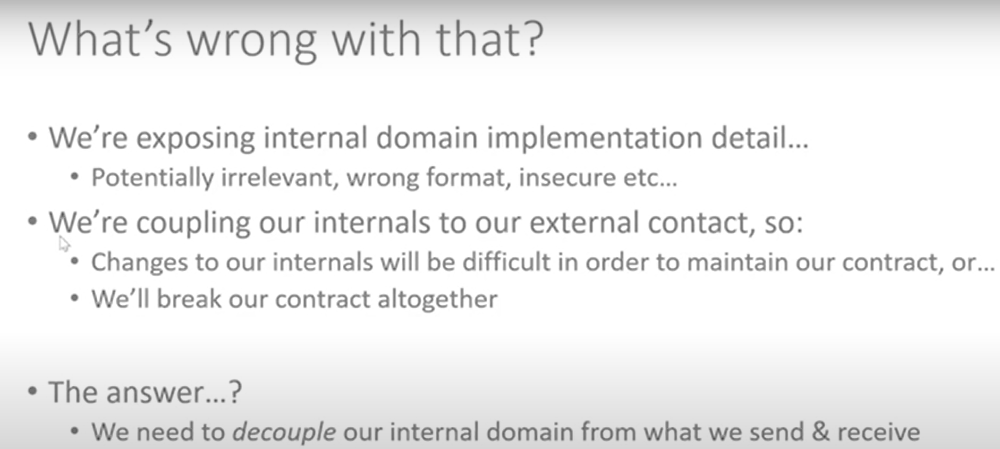 What's wrong with that?
• We're exposing internal domain implementation detail...
• Potentially irrelevant, wrong format, insecure etc...
• We're coupling our internals to our external contact, so:
• Changes to our internals will be difficult in order to maintain our contract, or...
• We'll break our contract altogether
• The answer...?
• We need to decouple our internal domain from what we send & receive